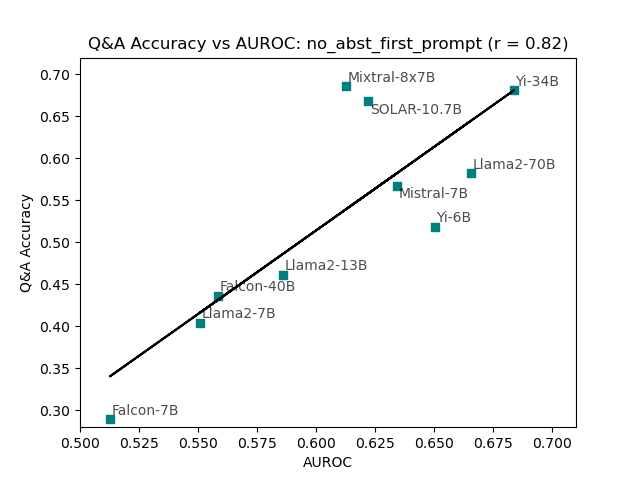 Q&A Accuracy vs AUROC: no_abst_first_prompt (r = 0.82)
Q&A Accuracy
0.70
0.65
0.60
0.55
0.50
0.45
0.40
0.35
0.30
Mixtral-8x7B
Yi-34B
SOLAR-10.7B
Llama2-70B
Mistral-7B
Yi-6B
Llama2-13B
Falcon-40B
Llama2-7B
Falcon-7B
0.500 0.525 0.550 0.575 0.600 0.625 0.650 0.675 0.700
AUROC